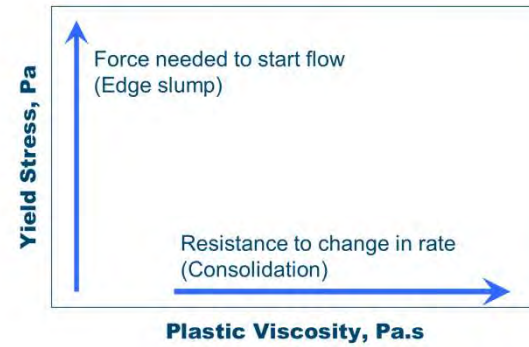 Yield Stress, Pa
Force needed to start flow
(Edge slump)
Resistance to change in rate
(Consolidation)
Plastic Viscosity, Pa.s